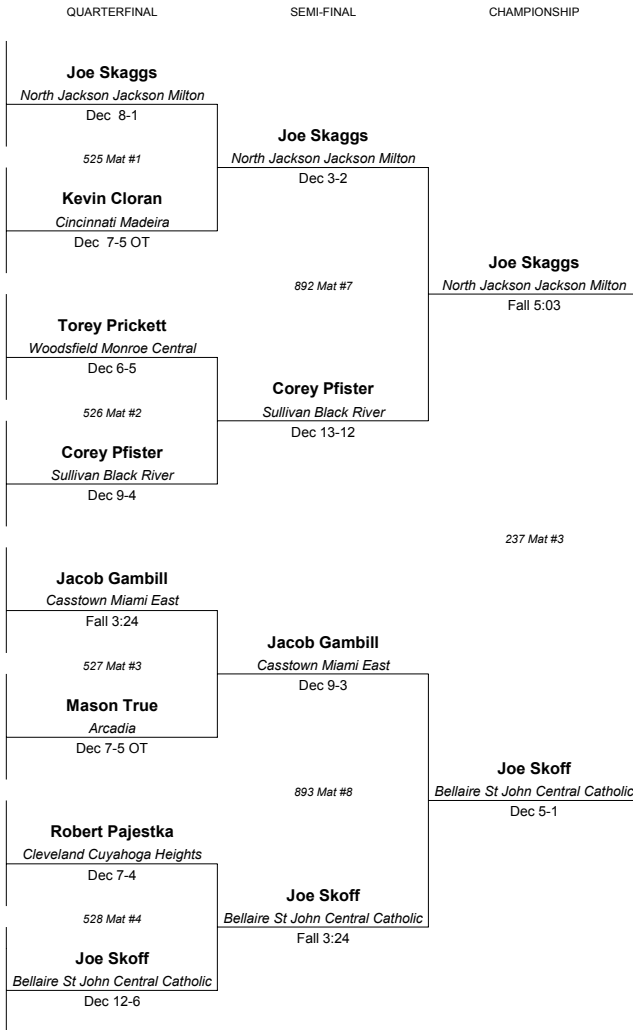 QUARTERFINAL
SEMI-FINAL
CHAMPIONSHIP
Joe Skaggs
North Jackson Jackson Milton
Dec 8-1
525 Mat #1
Kevin Cloran
Cincinnati Madeira
Dec 7-5 OT
Joe Skaggs
North Jackson Jackson Milton
Dec 3-2
892 Mat #7
Torey Prickett
Woodsfield Monroe Central
Dec 6-5
526 Mat #2
Corey Pfister
Sullivan Black River
Dec 9-4
Corey Pfister
Sullivan Black River
Dec 13-12
Joe Skaggs
North Jackson Jackson Milton
Fall 5:03
237 Mat #3
Jacob Gambill
Casstown Miami East
Fall 3:24
527 Mat #3
Mason True
Arcadia
Dec 7-5 OT
Jacob Gambill
Casstown Miami East
Dec 9-3
893 Mat #8
Robert Pajestka
Cleveland Cuyahoga Heights
Dec 7-4
528 Mat #4
Joe Skoff
Bellaire St John Central Catholic
Dec 12-6
Joe Skoff
Bellaire St John Central Catholic
Fall 3:24
Joe Skoff
Bellaire St John Central Catholic
Dec 5-1